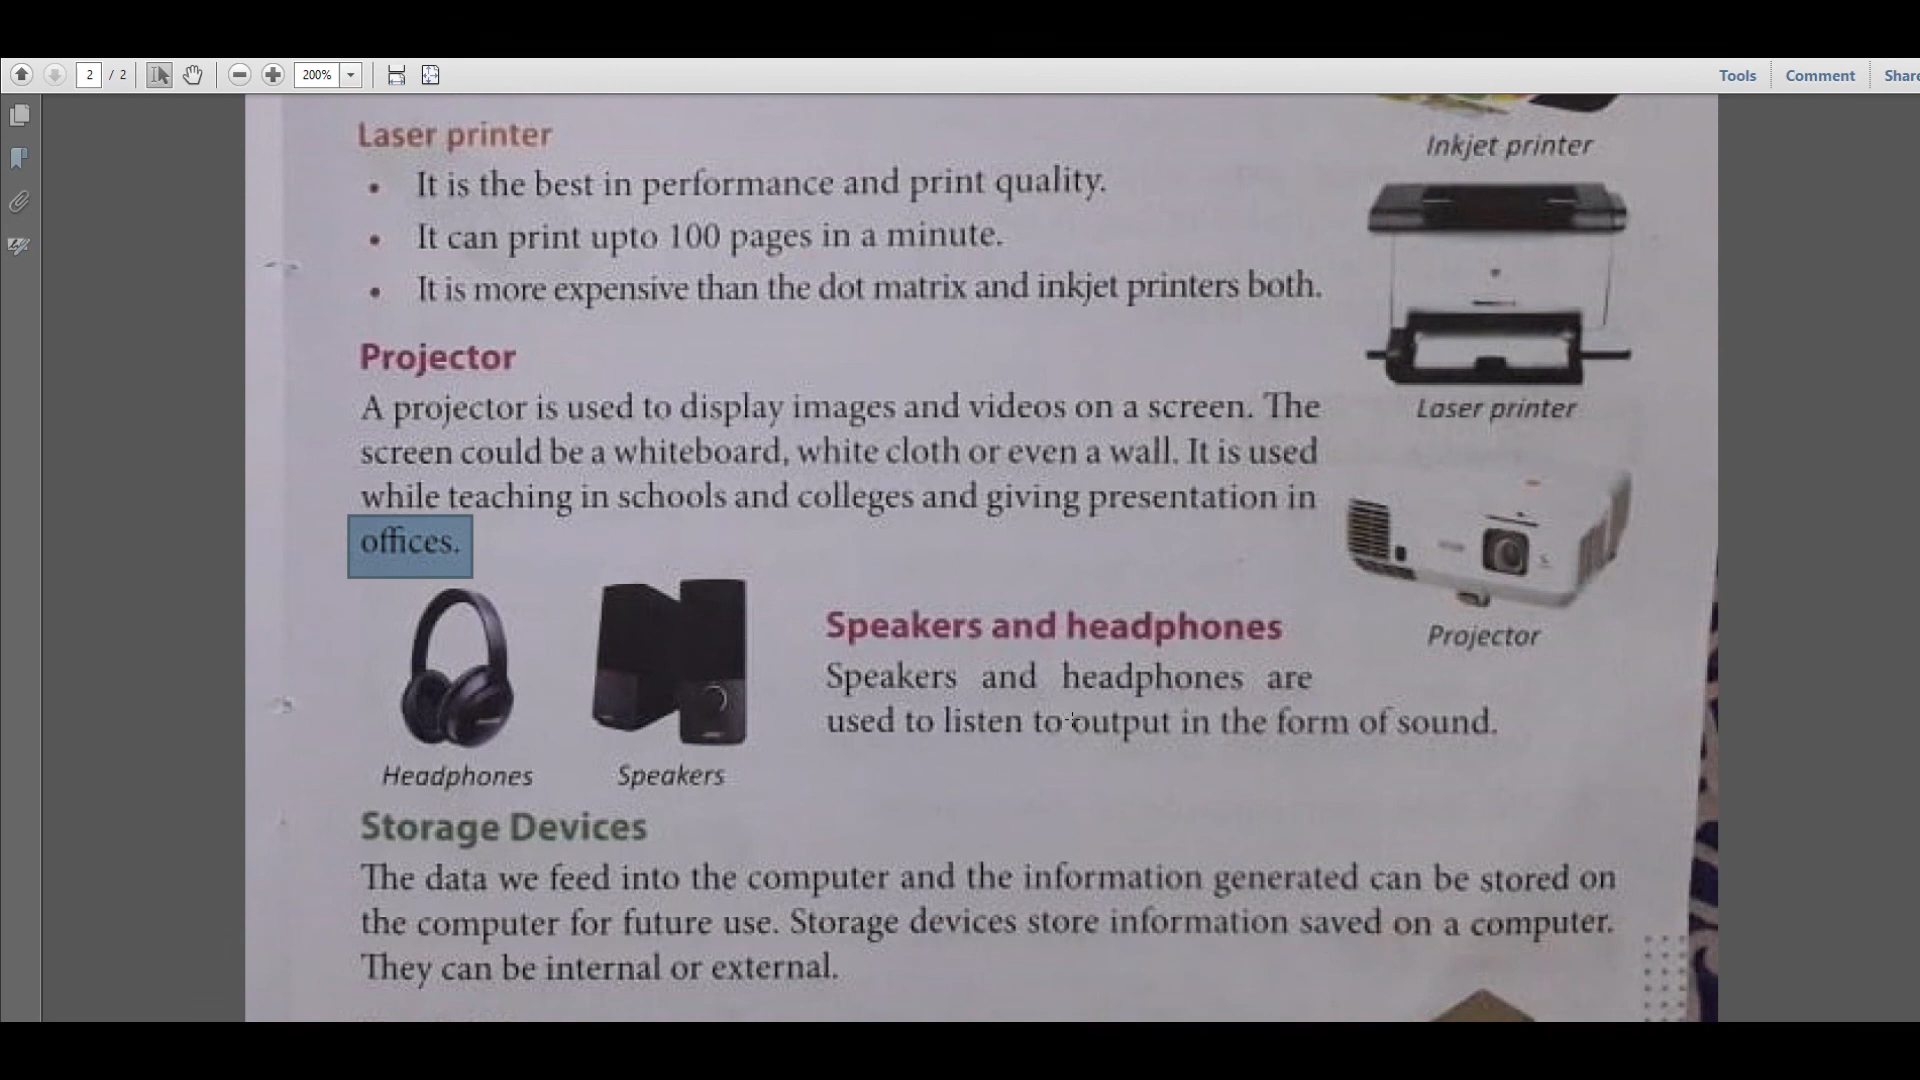 2 / 2
200%
Tools
Comment
Share
Inkjet printer
Laser printer
• It is the best in performance and print quality.
• It can print upto 100 pages in a minute.
• It is more expensive than the dot matrix and inkjet printers both.
Laser printer
Projector
A projector is used to display images and videos on a screen. The
screen could be a whiteboard, white cloth or even a wall. It is used
while teaching in schools and colleges and giving presentation in
offices.
Projector
Speakers and headphones
Speakers and headphones are
used to listen to output in the form of sound.
Headphones
Speakers
Storage Devices
The data we feed into the computer and the information generated can be stored on
the computer for future use. Storage devices store information saved on a computer.
They can be internal or external.